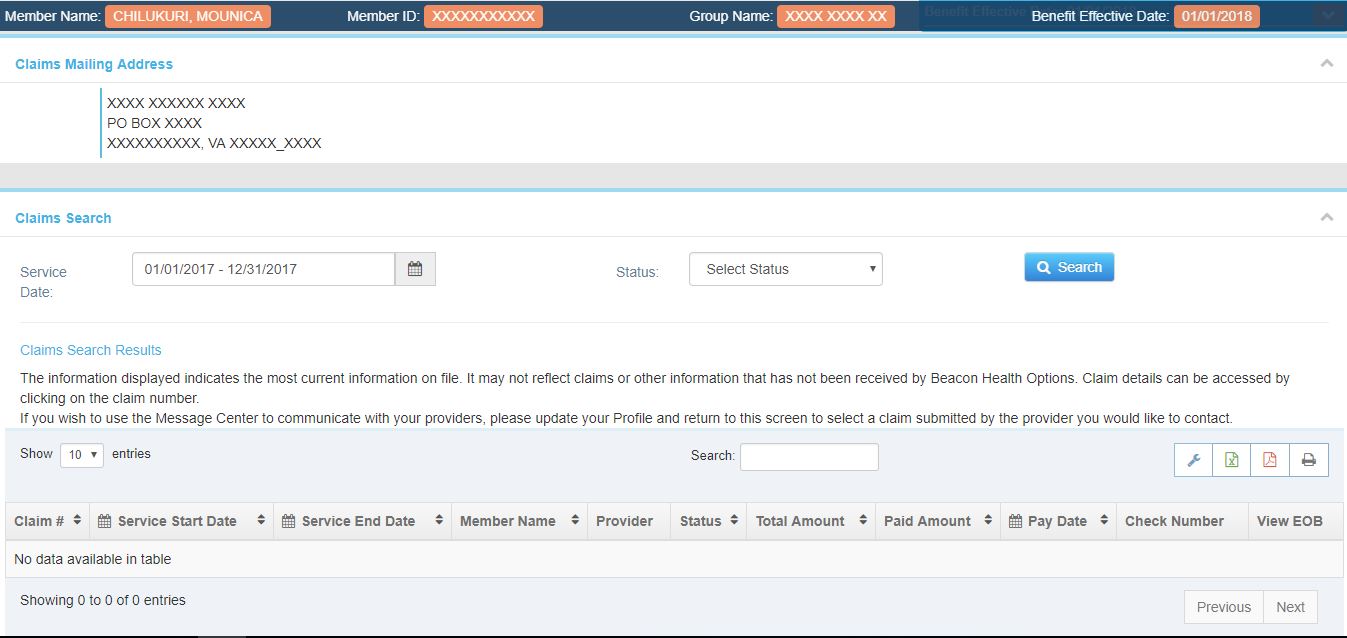 Member Name: CHILUKURI, MOUNICA Member ID: XXXXXXXXXXX Group Name: XXXX XXXX XX Benefit Effective Date: 01/01/2018
Claims Mailing Address
XXXX XXXXXX XXXX
PO BOX XXXX
XXXXXXXXXX, VA XXXXX_XXXX
Claims Search
Service Date: 01/01/2017 - 12/31/2017 Status: Select Status Search
Claims Search Results
The information displayed indicates the most current information on file. It may not reflect claims or other information that has not been received by Beacon Health Options. Claim details can be accessed by
clicking on the claim number.
If you wish to use the Message Center to communicate with your providers, please update your Profile and return to this screen to select a claim submitted by the provider you would like to contact.
Show 10 entries Search:
Claim # Service Start Date Service End Date Member Name Provider Status Total Amount Paid Amount Pay Date Check Number View EOB
No data available in table
Showing 0 to 0 of 0 entries
Previous Next